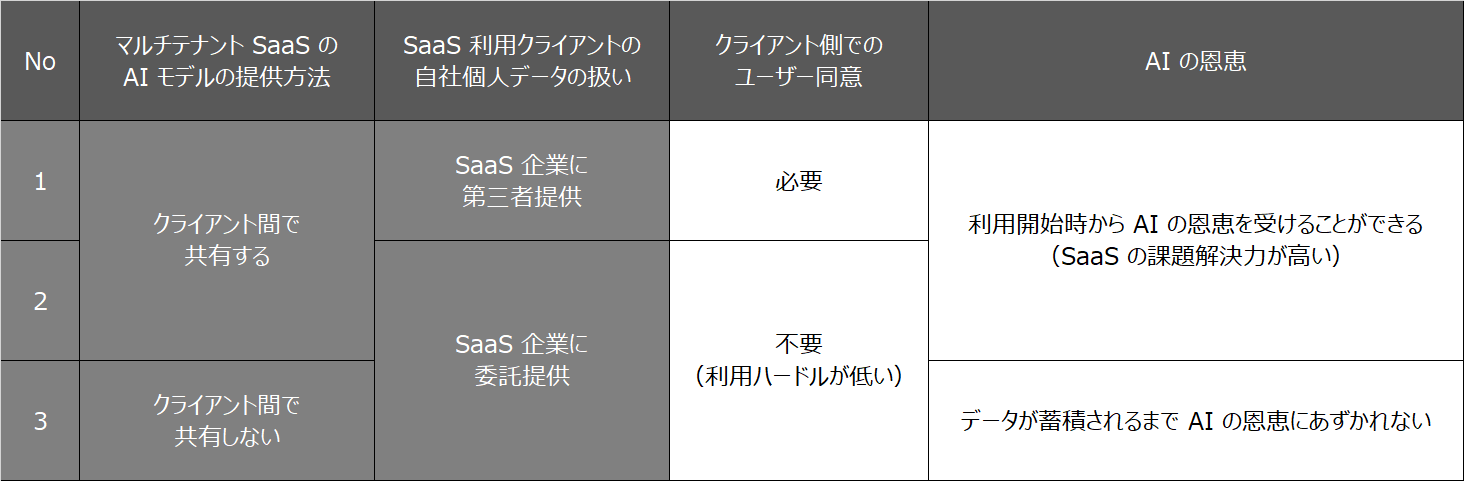 No
マルチテナント SaaS の
AI モデルの提供方法
SaaS 利用クライアントの
自社個人データの扱い
クライアント側での
ユーザー同意
AI の恩恵
1
クライアント間で
共有する
SaaS 企業に
第三者提供
必要
利用開始時から AI の恩恵を受けることができる
（SaaS の課題解決力が高い）
2
SaaS 企業に
委託提供
不要
（利用ハードルが低い）
3
クライアント間で
共有しない
データが蓄積されるまで AI の恩恵にあずかれない